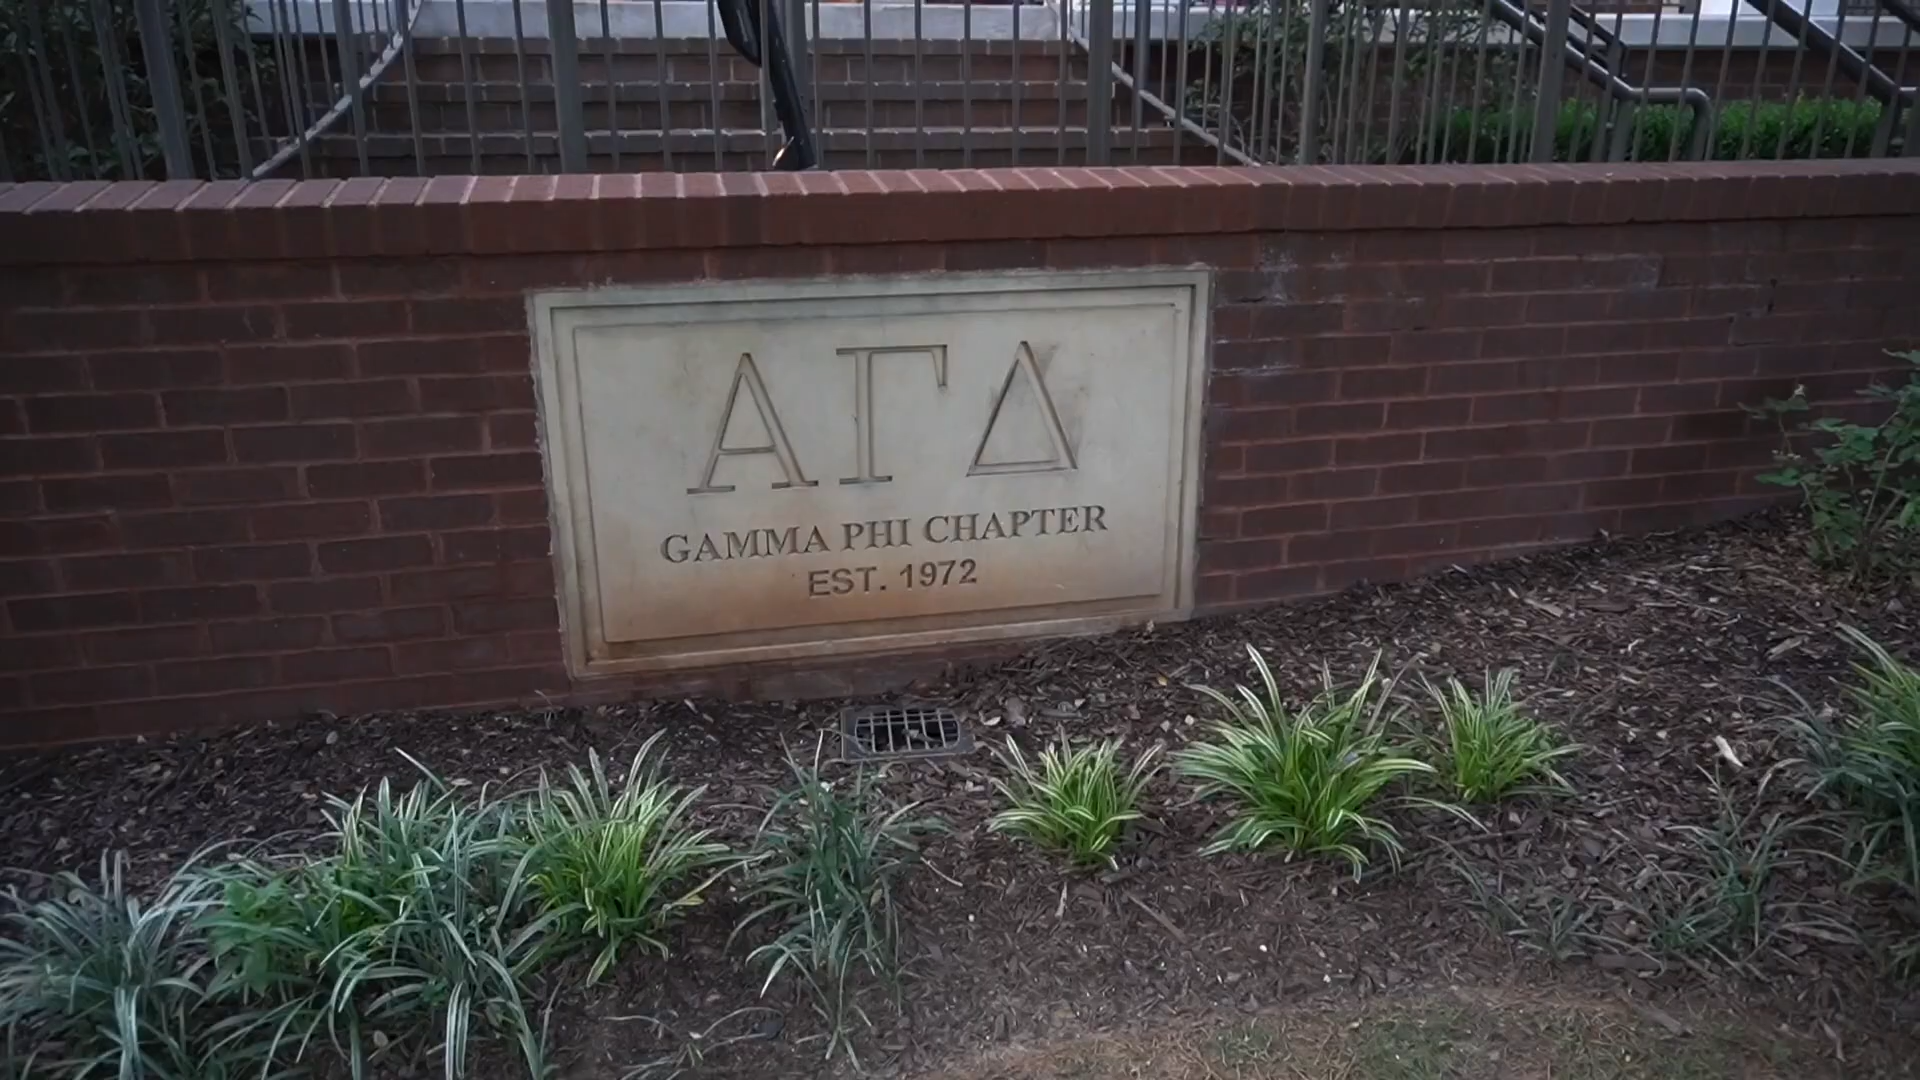 ΑΓΔ
GAMMA PHI CHAPTER
EST. 1972